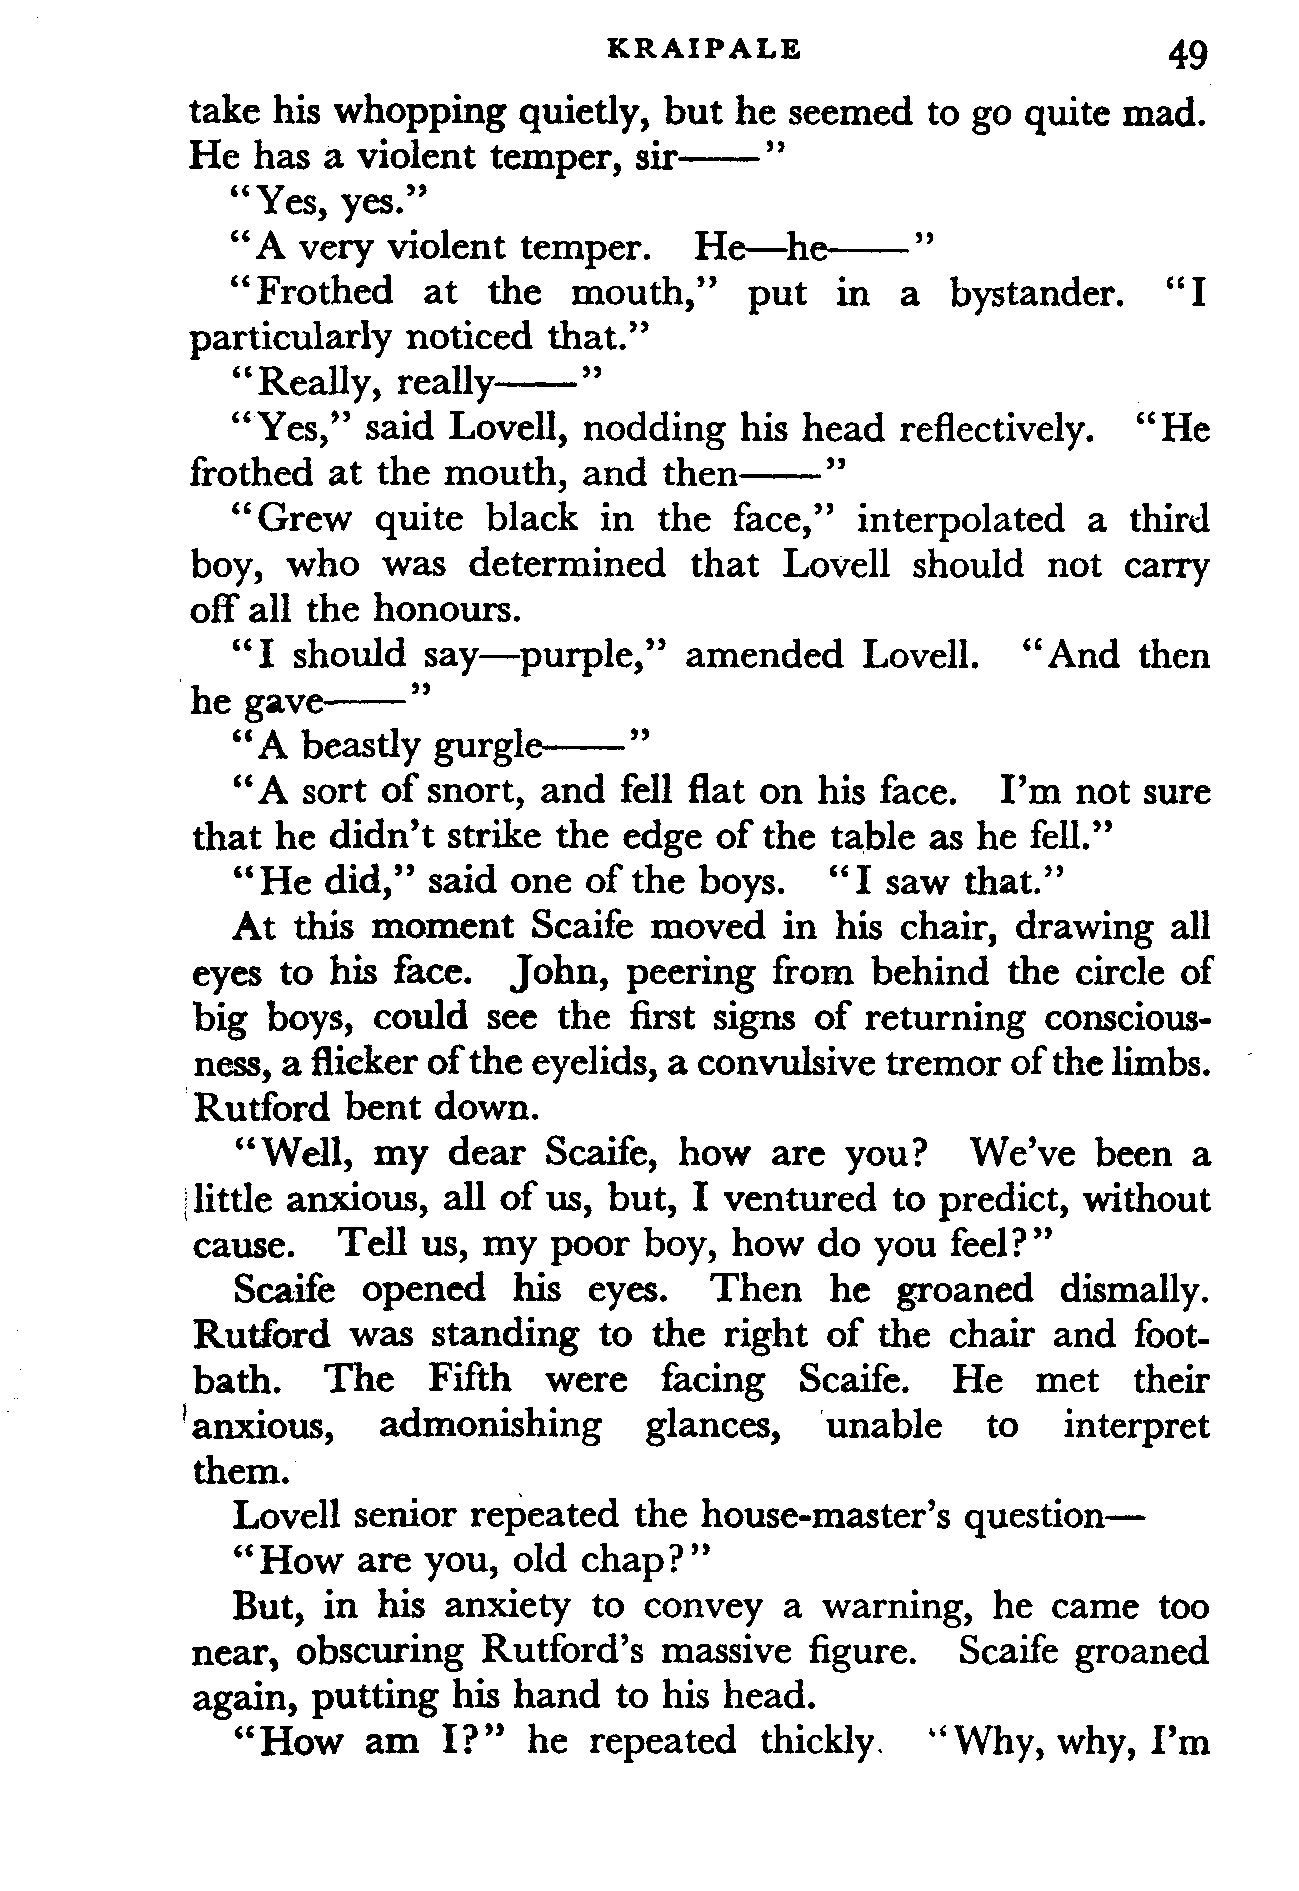 KRAIPALE 49
take his whopping quietly, but he seemed to go quite mad.
He has a violent temper, sir——"
"Yes, yes."
"A very violent temper. He—he——"
"Frothed at the mouth," put in a bystander. "I
particularly noticed that."
"Really, really——"
"Yes," said Lovell, nodding his head reflectively. "He
frothed at the mouth, and then——"
"Grew quite black in the face," interpolated a third
boy, who was determined that Lovell should not carry
off all the honours.
"I should say—purple," amended Lovell. "And then
he gave——"
"A beastly gurgle——"
"A sort of snort, and fell flat on his face. I'm not sure
that he didn't strike the edge of the table as he fell."
"He did," said one of the boys. "I saw that."
At this moment Scaife moved in his chair, drawing all
eyes to his face. John, peering from behind the circle of
big boys, could see the first signs of returning conscious-
ness, a flicker of the eyelids, a convulsive tremor of the limbs.
Rutford bent down.
"Well, my dear Scaife, how are you? We've been a
little anxious, all of us, but, I ventured to predict, without
cause. Tell us, my poor boy, how do you feel?"
Scaife opened his eyes. Then he groaned dismally.
Rutford was standing to the right of the chair and foot-
bath. The Fifth were facing Scaife. He met their
anxious, admonishing glances, unable to interpret
them.
Lovell senior repeated the house-master's question—
"How are you, old chap?"
But, in his anxiety to convey a warning, he came too
near, obscuring Rutford's massive figure. Scaife groaned
again, putting his hand to his head.
"How am I?" he repeated thickly. "Why, why, I'm